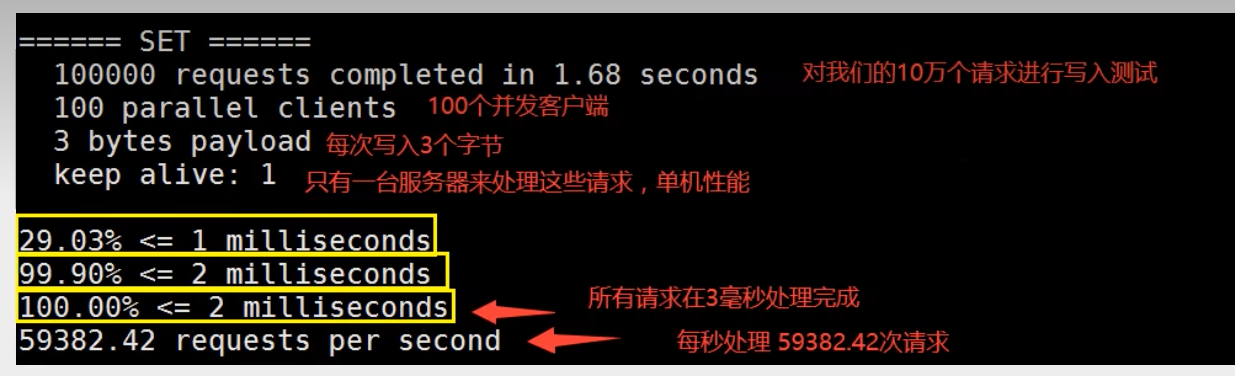 ====== SET ======
100000 requests completed in 1.68 seconds 对我们的10万个请求进行写入测试
100 parallel clients 100个并发客户端
3 bytes payload 每次写入3个字节
keep alive: 1 只有一台服务器来处理这些请求，单机性能
29.03% <= 1 milliseconds
99.90% <= 2 milliseconds
100.00% <= 2 milliseconds 所有请求在3毫秒处理完成
59382.42 requests per second 每秒处理 59382.42次请求